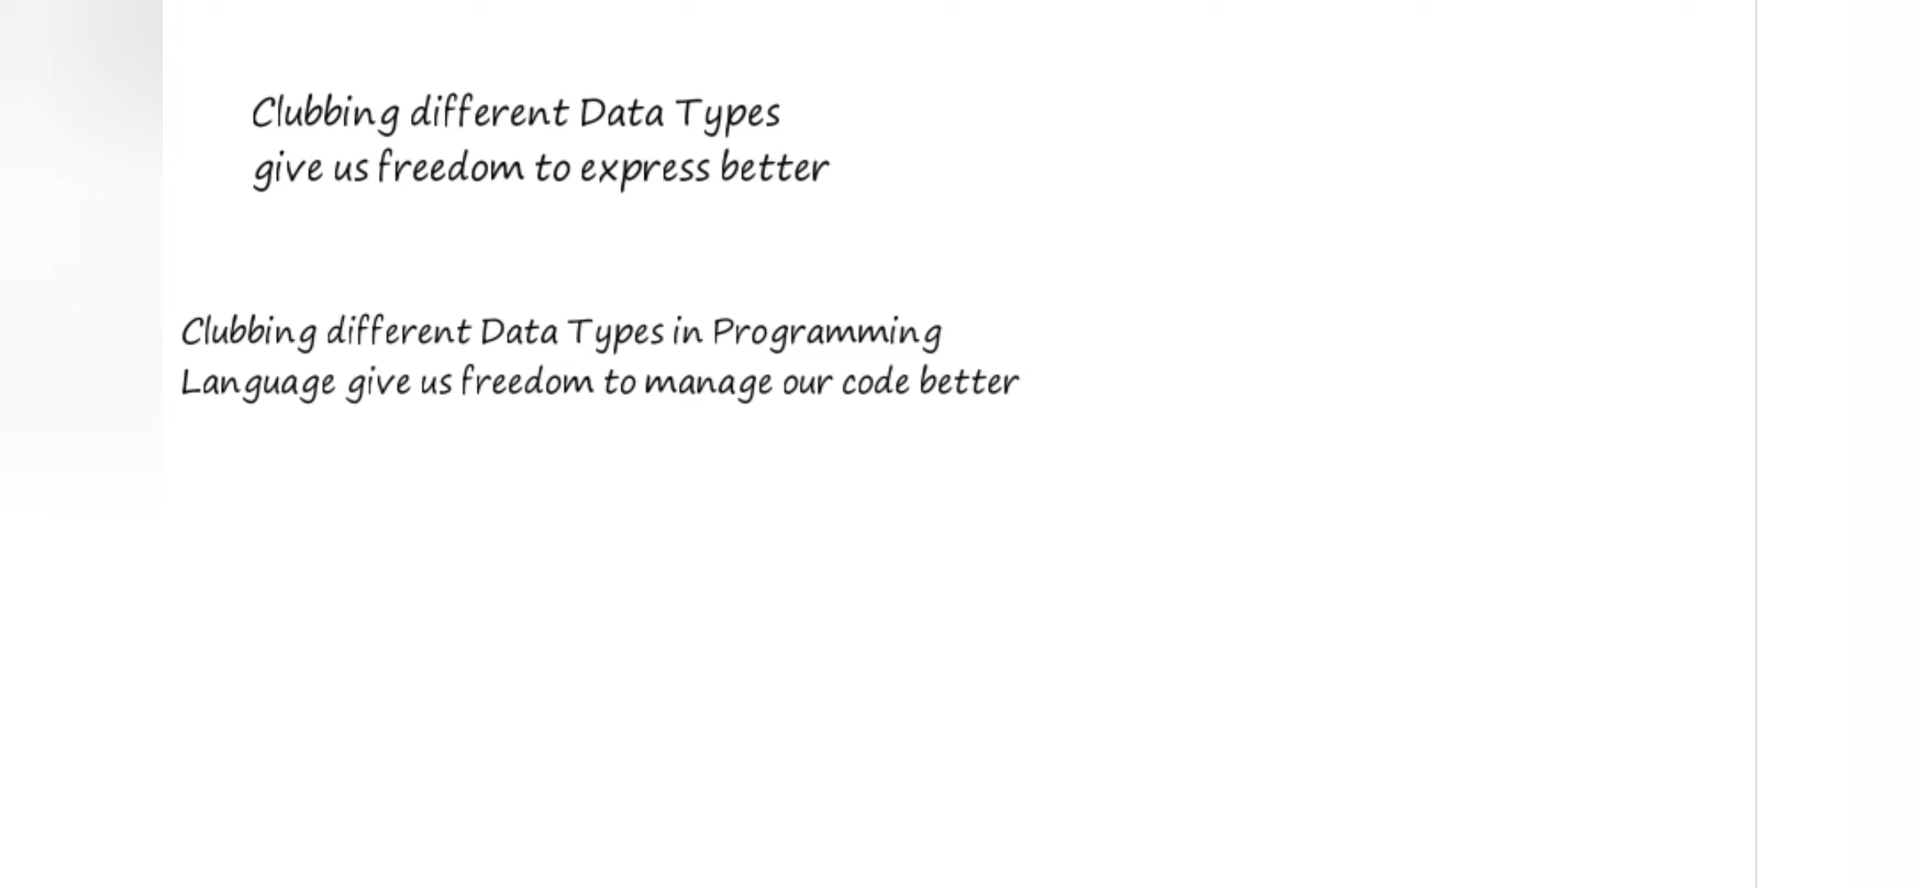 Clubbing different Data Types
give us freedom to express better
Clubbing different Data Types in Programming
Language give us freedom to manage our code better